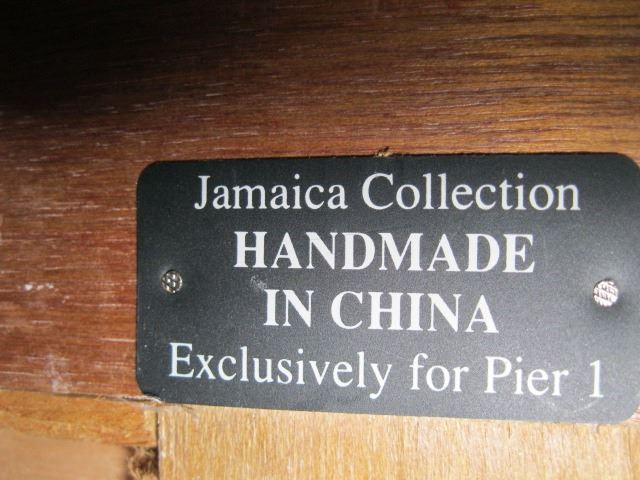 Jamaica Collection
HANDMADE
IN CHINA
Exclusively for Pier 1